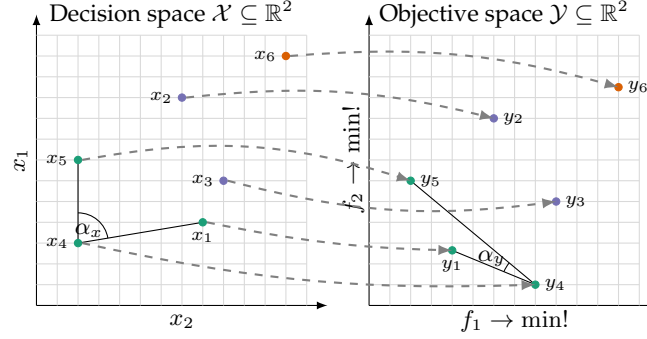 Decision space 𝒳 ⊆ ℝ²
Objective space 𝒴 ⊆ ℝ²
x₆
x₂
x₅
x₃
x₁
x₄
αₓ
x₁
x₂
y₆
y₂
y₅
y₃
y₁
α_y
y₄
f₂ → min!
f₁ → min!